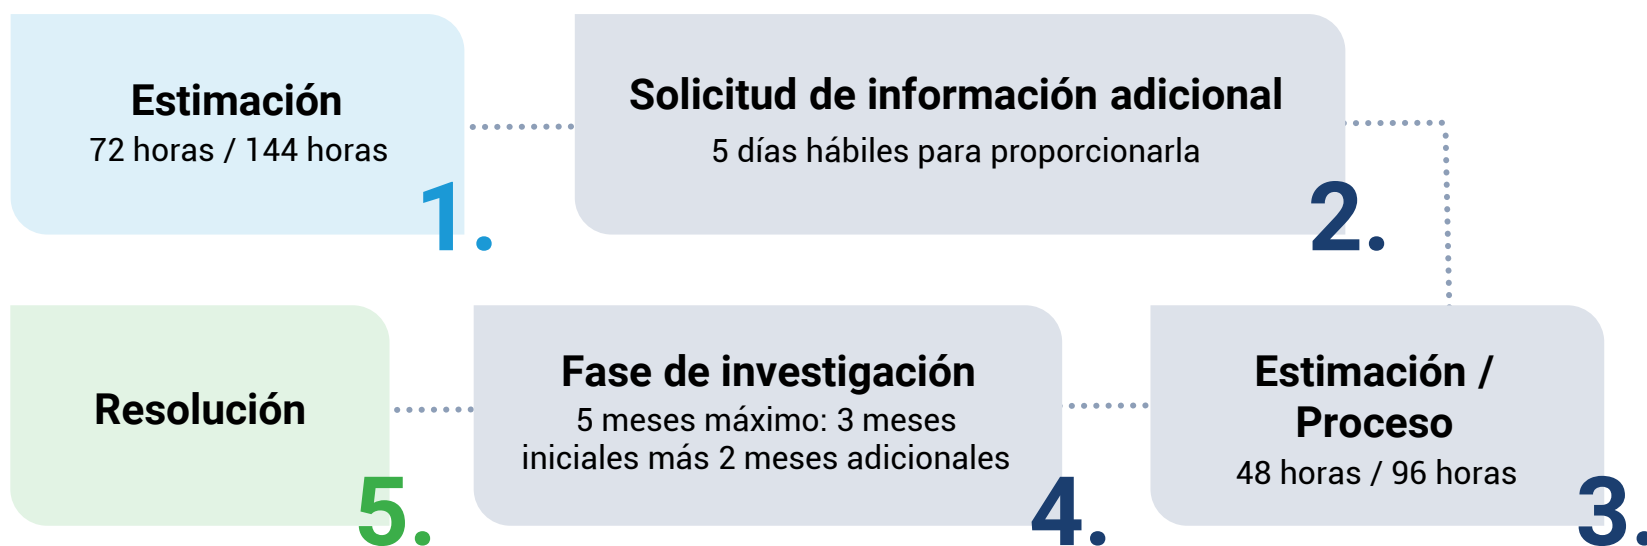 Estimación
72 horas / 144 horas
1.
Solicitud de información adicional
5 días hábiles para proporcionarla
2.
Estimación /
Proceso
48 horas / 96 horas
3.
Fase de investigación
5 meses máximo: 3 meses
iniciales más 2 meses adicionales
4.
Resolución
5.